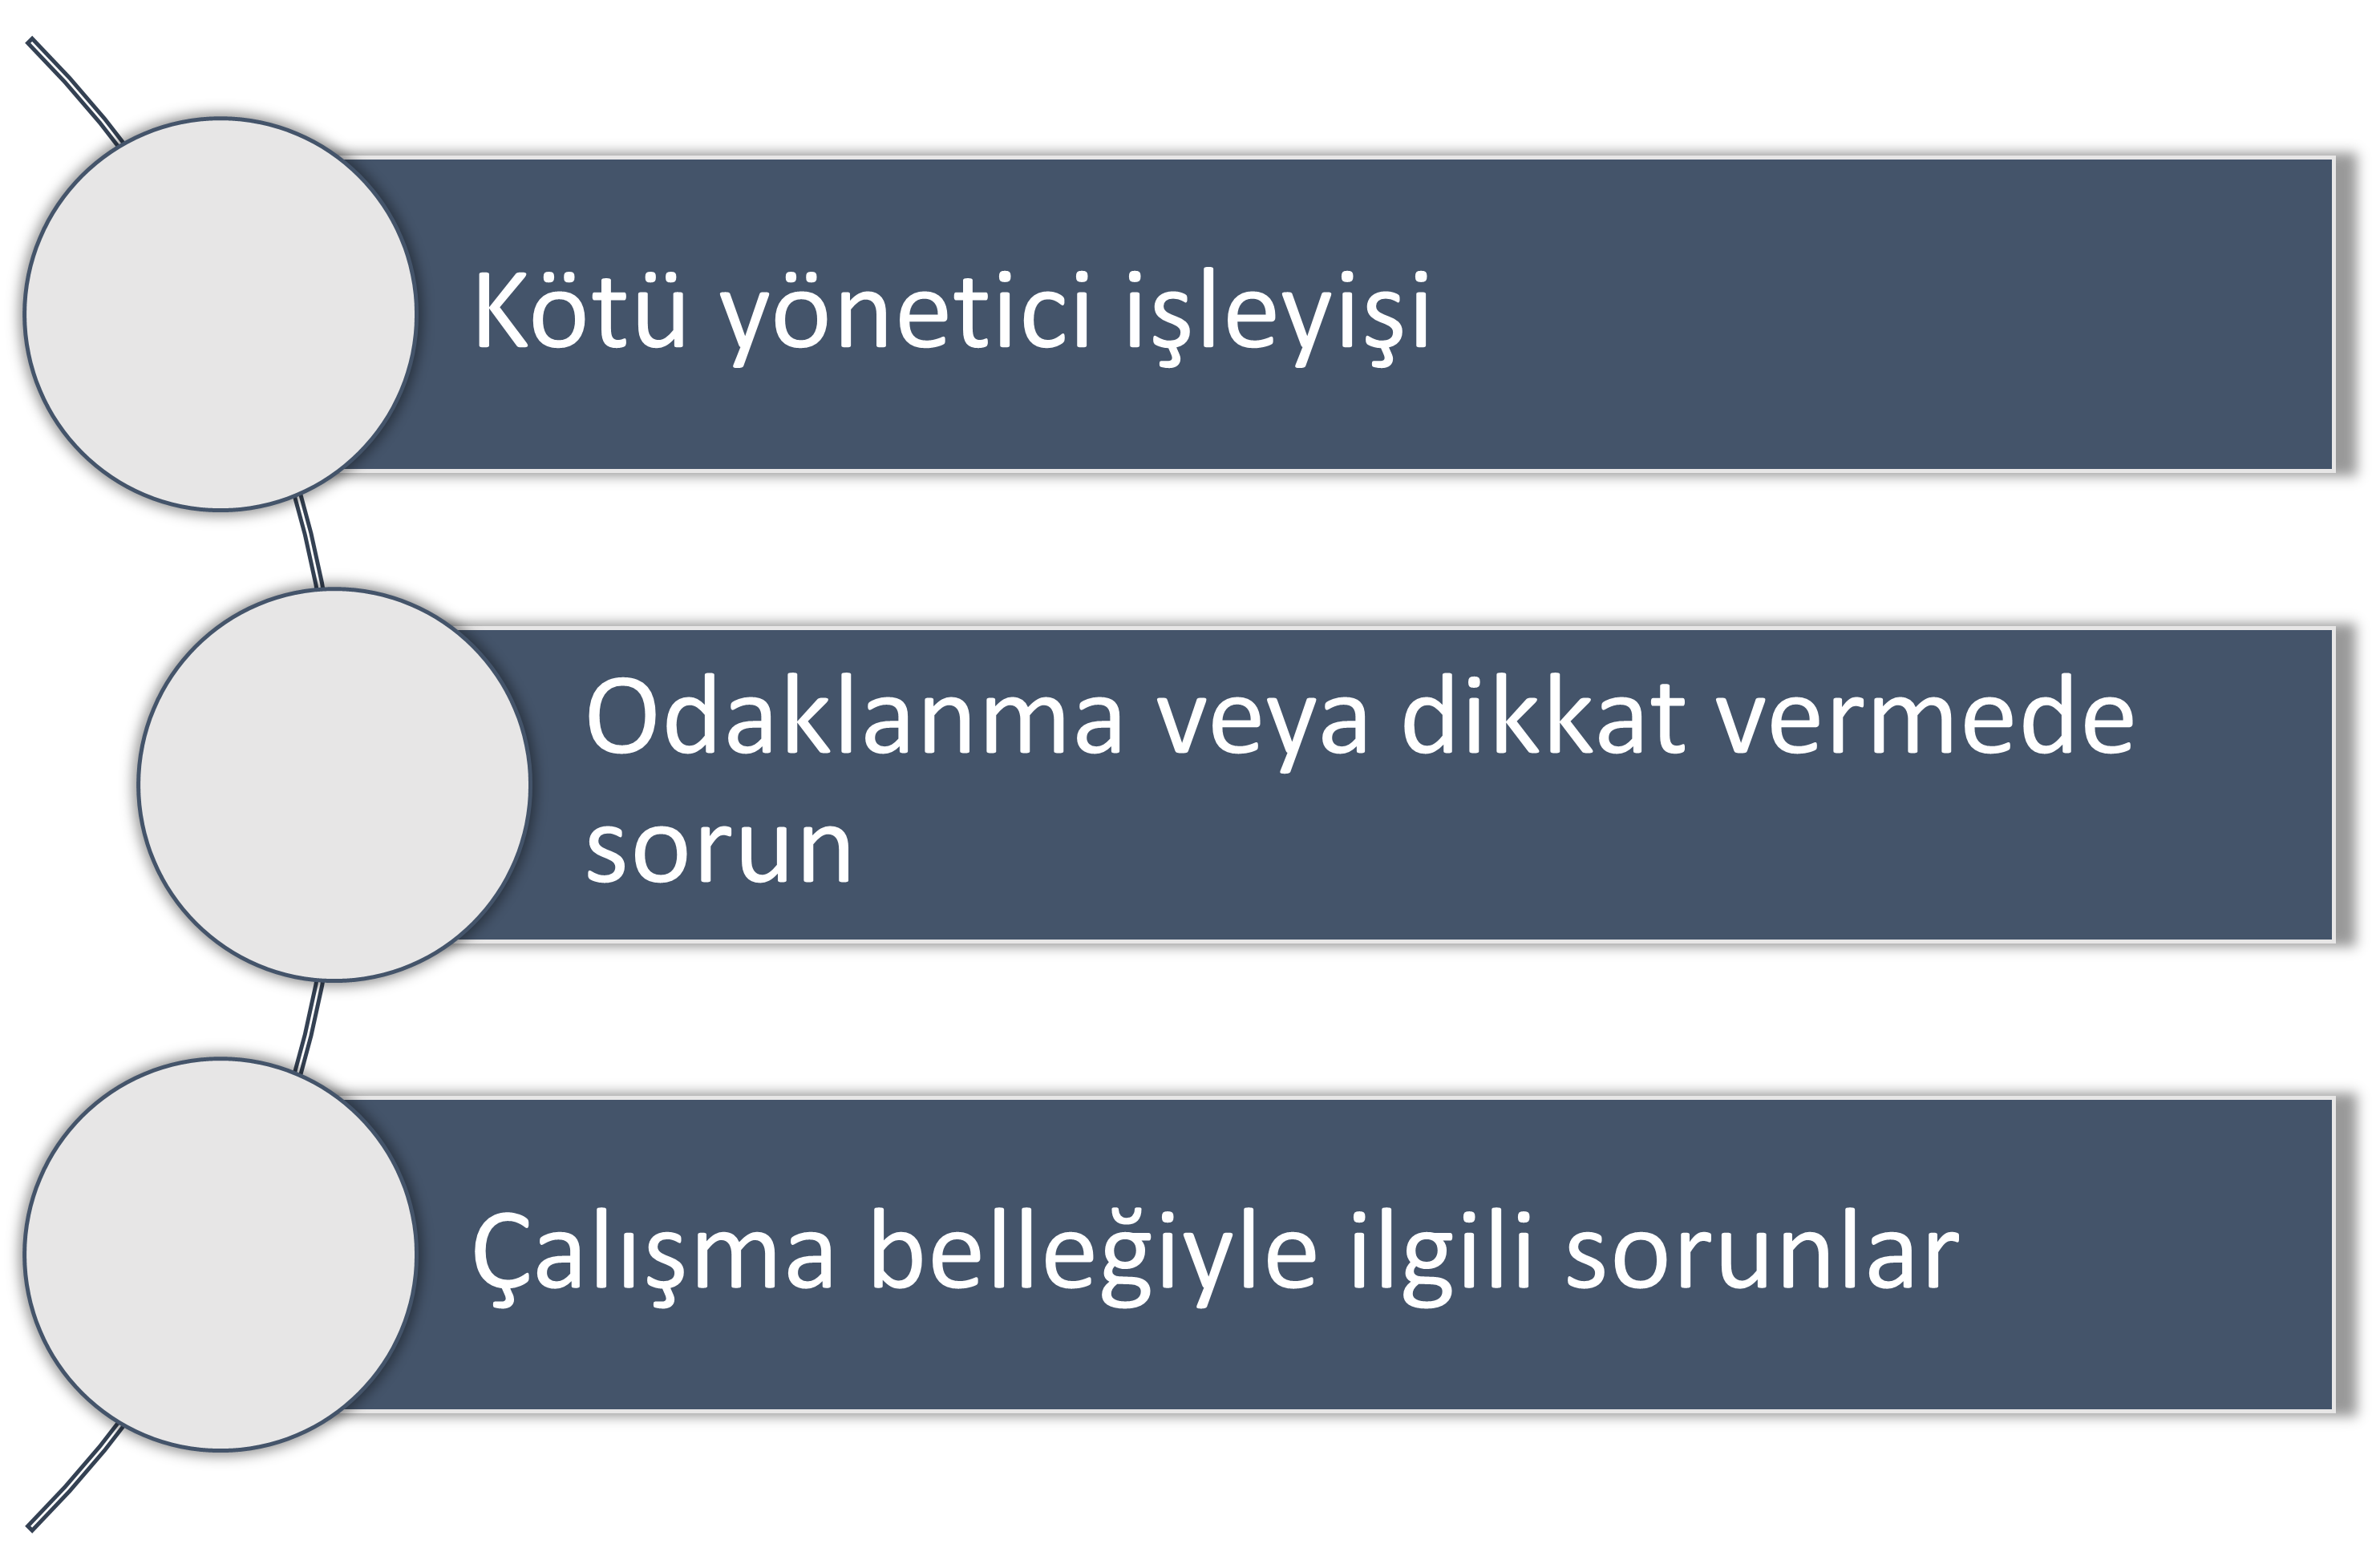 Kötü yönetici işleyişi
Odaklanma veya dikkat vermede
sorun
Çalışma belleğiyle ilgili sorunlar